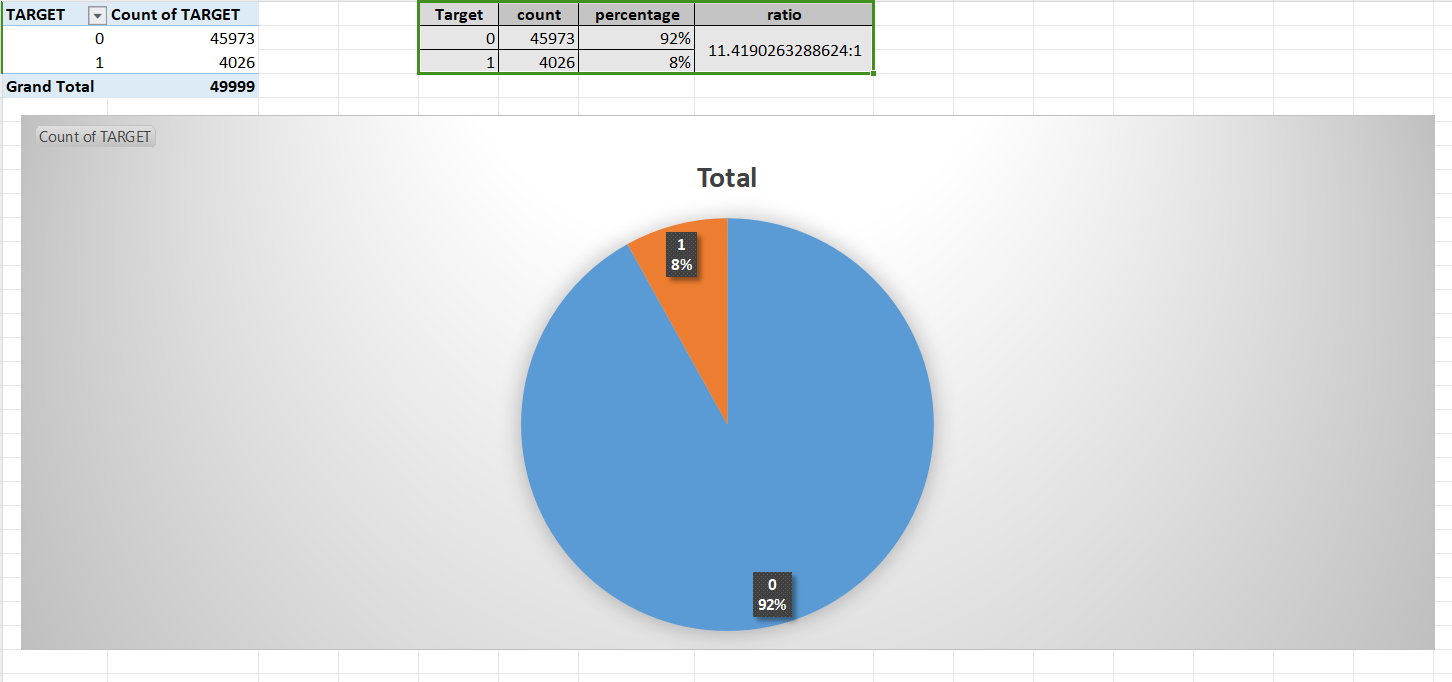 TARGET Count of TARGET
0 45973
1 4026
Grand Total 49999
Target count percentage ratio
0 45973 92% 11.4190263288624:1
1 4026 8%
Count of TARGET
Total
1
8%
0
92%